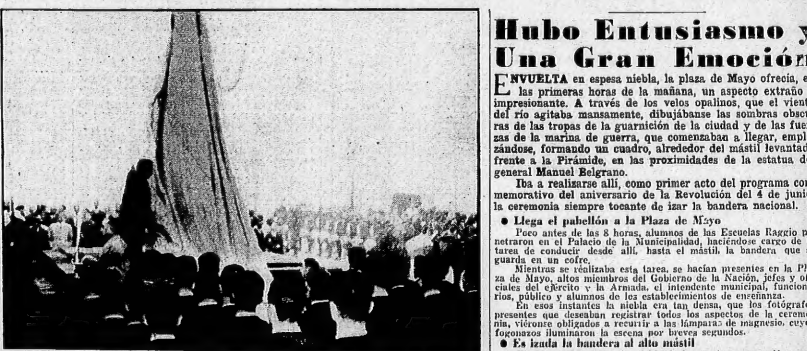 Hubo Entusiasmo y
Una Gran Emoción
ENVUELTA en espesa niebla, la plaza de Mayo ofrecía, e
las primeras horas de la mañana, un aspecto extraño
impresionante. A través de los velos opalinos, que el vient
del río agitaba mansamente, dibujábanse las sombras obscu
ras de las tropas de la guarnición de la ciudad y de las fuer
zas de la marina de guerra, que comenzaban a llegar, empla
zándose, formando un cuadro, alrededor del mástil levantad
frente a la Pirámide, en las proximidades de la estatua de
general Manuel Belgrano.
Iba a realizarse allí, como primer acto del programa con
memorativo del aniversario de la Revolución del 4 de junio
la ceremonia siempre tocante de izar la bandera nacional.
● Llega el pabellón a la Plaza de Mayo
Poco antes de las 8 horas, alumnos de las Escuelas Raggio p
netraron en el Palacio de la Municipalidad, haciéndose cargo de
tarea de conducir desde allí, hasta el mástil, la bandera que
guarda en un cofre.
Mientras se realizaba esta tarea, se hacían presentes en la Pla
za de Mayo, altos miembros del Gobierno de la Nación, jefes y ofi
ciales del ejército y la Armada, el intendente municipal, funciona
rios, público y alumnos de los establecimientos de enseñanza.
En esos instantes la niebla era tan densa, que los fotógrafo
presentes que deseaban registrar todos los aspectos de la ceremo
nia, viéronse obligados a recurrir a las lámparas de magnesio, cuyo
fogonazos iluminaron la escena por breves segundos.
● Es izada la bandera al alto mástil